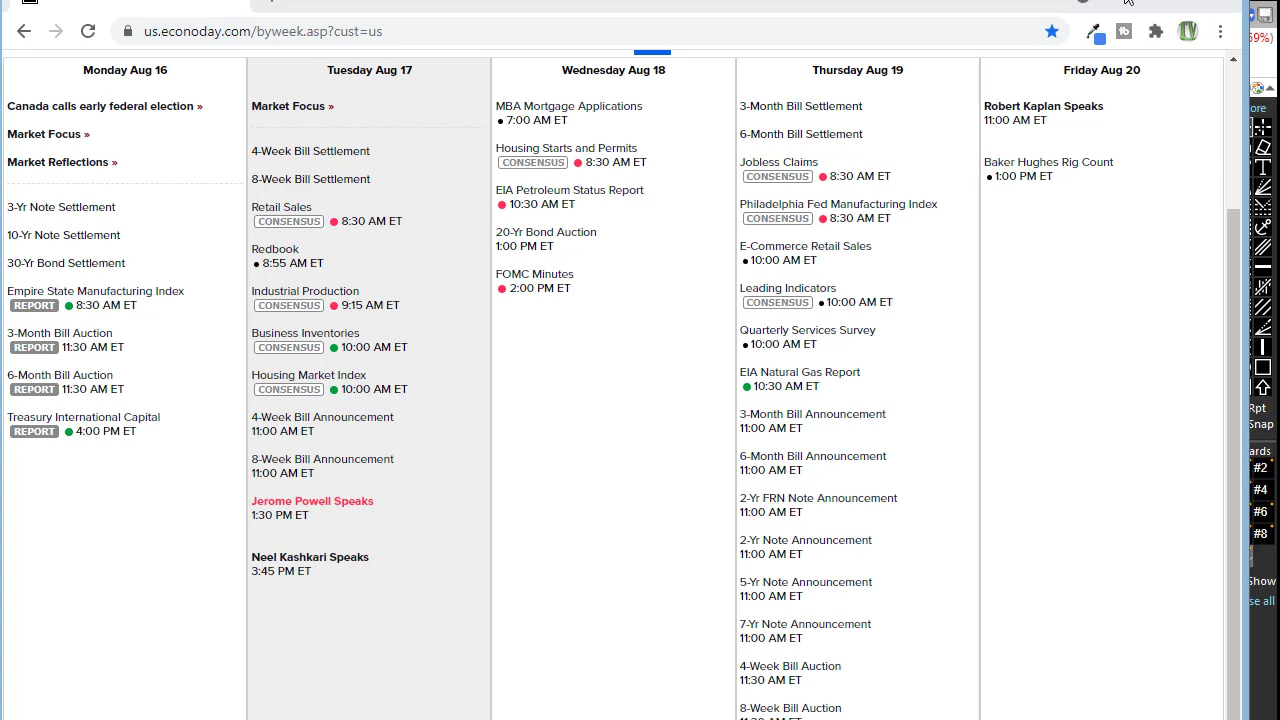 us.econoday.com/byweek.asp?cust=us
Monday Aug 16
Canada calls early federal election »
Market Focus »
Market Reflections »
3-Yr Note Settlement
10-Yr Note Settlement
30-Yr Bond Settlement
Empire State Manufacturing Index
REPORT 8:30 AM ET
3-Month Bill Auction
REPORT 11:30 AM ET
6-Month Bill Auction
REPORT 11:30 AM ET
Treasury International Capital
REPORT 4:00 PM ET
Tuesday Aug 17
Market Focus »
4-Week Bill Settlement
8-Week Bill Settlement
Retail Sales
CONSENSUS 8:30 AM ET
Redbook
8:55 AM ET
Industrial Production
CONSENSUS 9:15 AM ET
Business Inventories
CONSENSUS 10:00 AM ET
Housing Market Index
CONSENSUS 10:00 AM ET
4-Week Bill Announcement
11:00 AM ET
8-Week Bill Announcement
11:00 AM ET
Jerome Powell Speaks
1:30 PM ET
Neel Kashkari Speaks
3:45 PM ET
Wednesday Aug 18
MBA Mortgage Applications
7:00 AM ET
Housing Starts and Permits
CONSENSUS 8:30 AM ET
EIA Petroleum Status Report
10:30 AM ET
20-Yr Bond Auction
1:00 PM ET
FOMC Minutes
2:00 PM ET
Thursday Aug 19
3-Month Bill Settlement
6-Month Bill Settlement
Jobless Claims
CONSENSUS 8:30 AM ET
Philadelphia Fed Manufacturing Index
CONSENSUS 8:30 AM ET
E-Commerce Retail Sales
10:00 AM ET
Leading Indicators
CONSENSUS 10:00 AM ET
Quarterly Services Survey
10:00 AM ET
EIA Natural Gas Report
10:30 AM ET
3-Month Bill Announcement
11:00 AM ET
6-Month Bill Announcement
11:00 AM ET
2-Yr FRN Note Announcement
11:00 AM ET
2-Yr Note Announcement
11:00 AM ET
5-Yr Note Announcement
11:00 AM ET
7-Yr Note Announcement
11:00 AM ET
4-Week Bill Auction
11:30 AM ET
8-Week Bill Auction
Friday Aug 20
Robert Kaplan Speaks
11:00 AM ET
Baker Hughes Rig Count
1:00 PM ET
59%)
ore
Rpt
Snap
ards
#2
#4
#6
#8
Show
se all